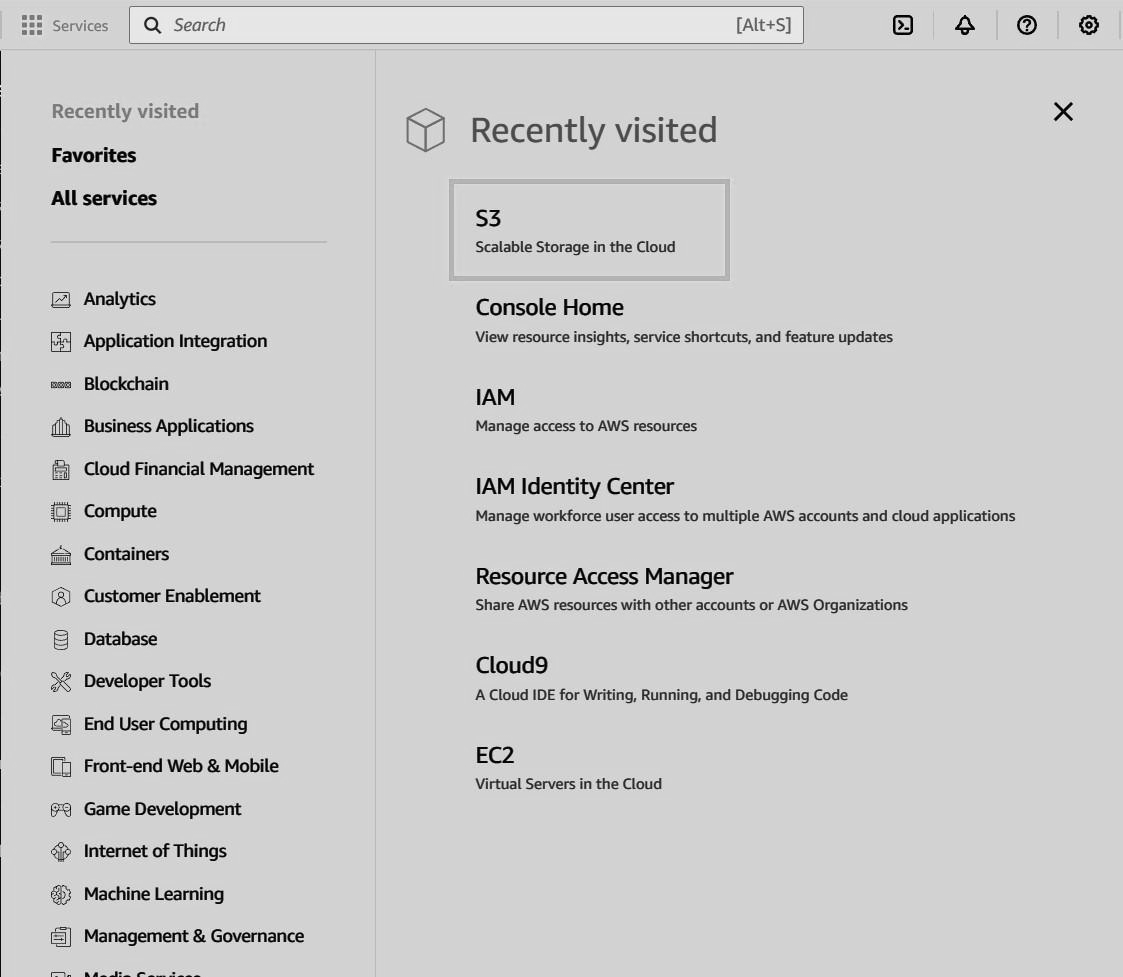 Services
Search
[Alt+S]
Recently visited
Favorites
All services
Analytics
Application Integration
Blockchain
Business Applications
Cloud Financial Management
Compute
Containers
Customer Enablement
Database
Developer Tools
End User Computing
Front-end Web & Mobile
Game Development
Internet of Things
Machine Learning
Management & Governance
Media Services
Recently visited
S3
Scalable Storage in the Cloud
Console Home
View resource insights, service shortcuts, and feature updates
IAM
Manage access to AWS resources
IAM Identity Center
Manage workforce user access to multiple AWS accounts and cloud applications
Resource Access Manager
Share AWS resources with other accounts or AWS Organizations
Cloud9
A Cloud IDE for Writing, Running, and Debugging Code
EC2
Virtual Servers in the Cloud